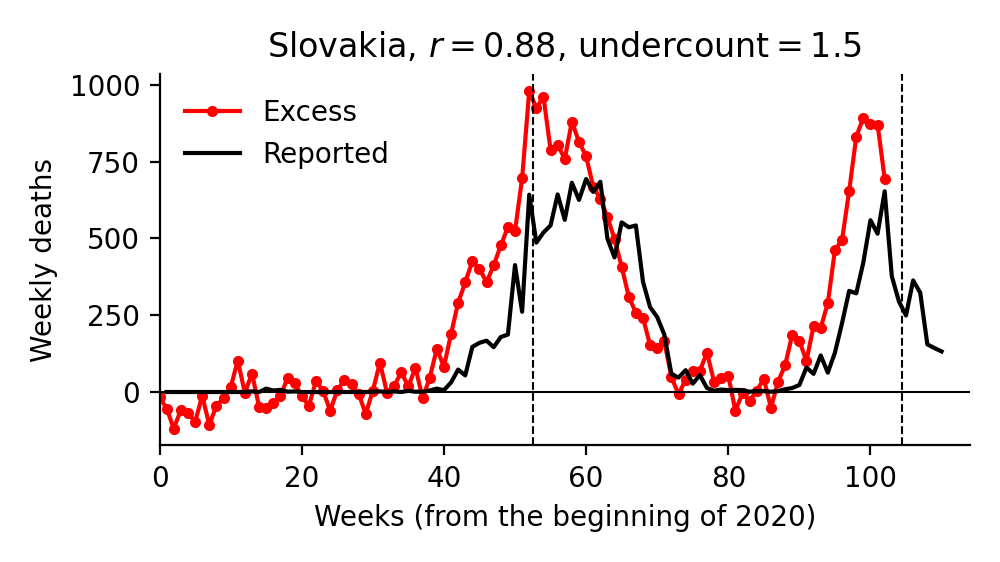 Slovakia, r = 0.88, undercount = 1.5
Excess
Reported
Weekly deaths
1000
750
500
250
0
0 20 40 60 80 100
Weeks (from the beginning of 2020)